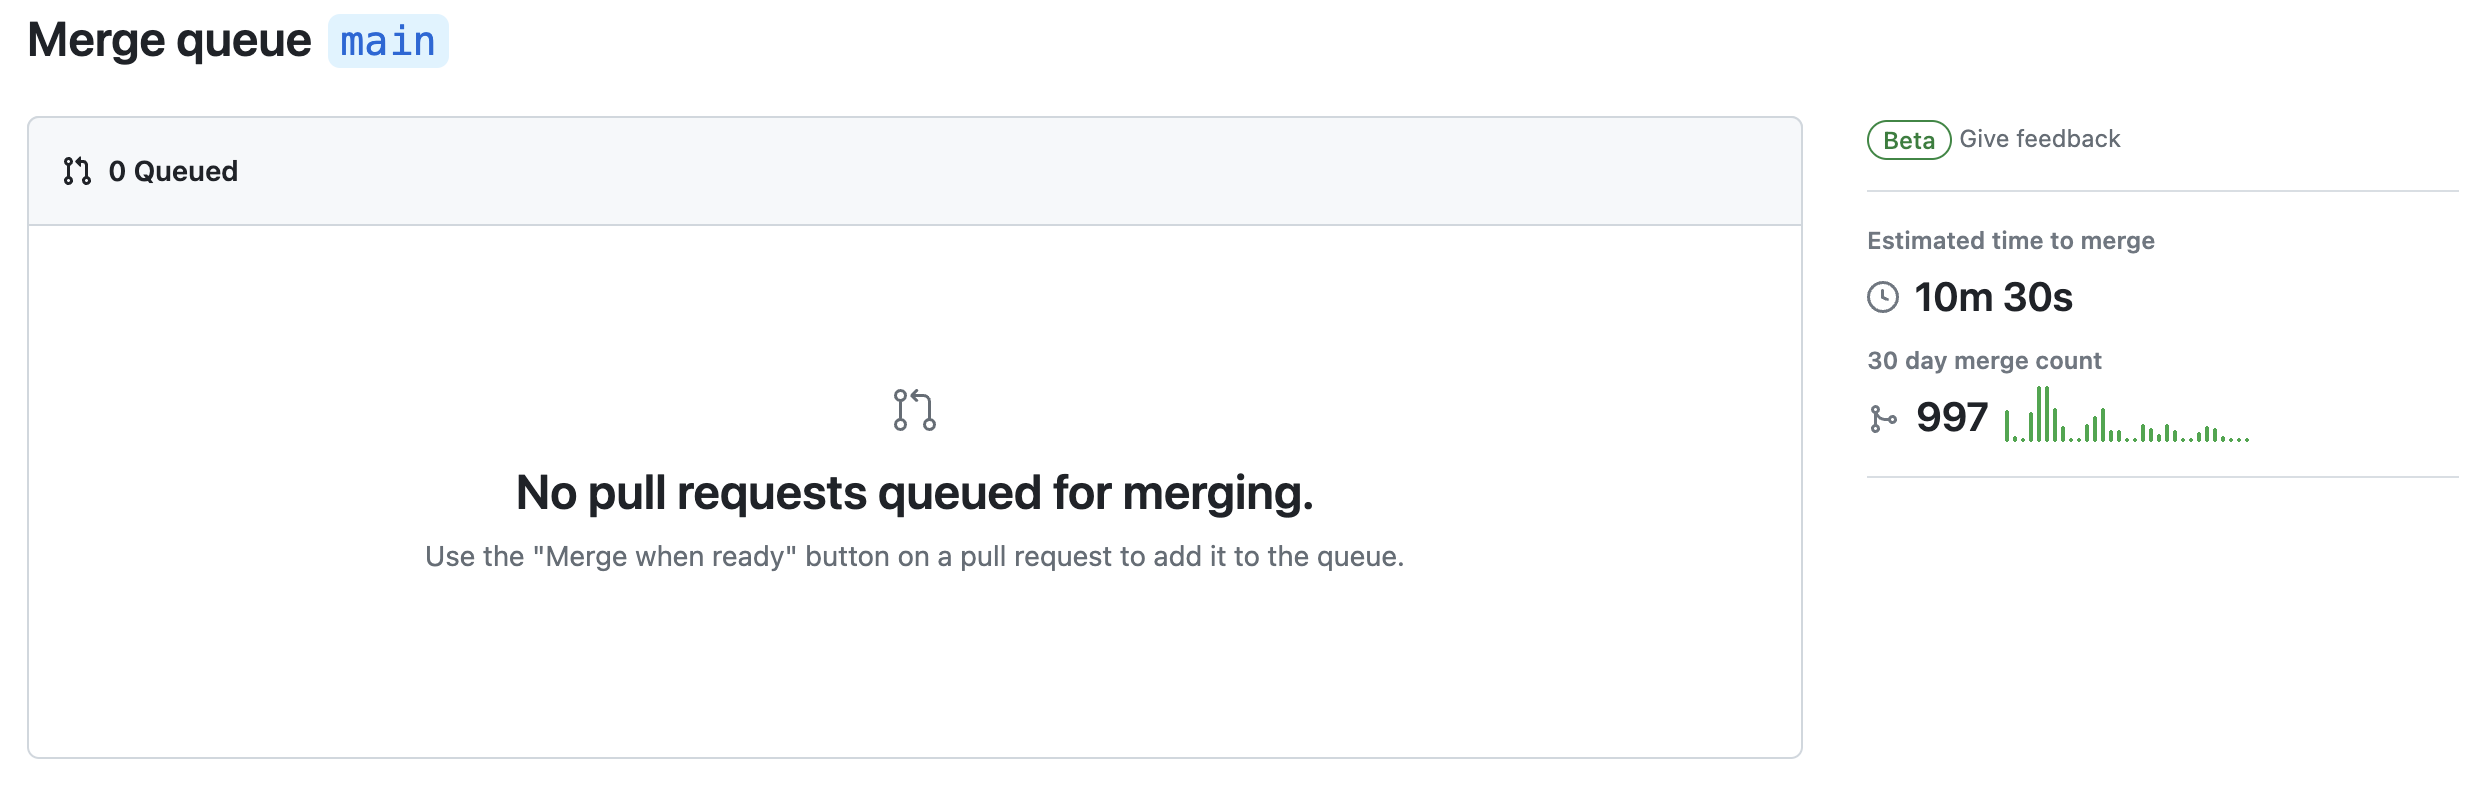 Merge queue main
0 Queued
No pull requests queued for merging.
Use the "Merge when ready" button on a pull request to add it to the queue.
Beta Give feedback
Estimated time to merge
10m 30s
30 day merge count
997